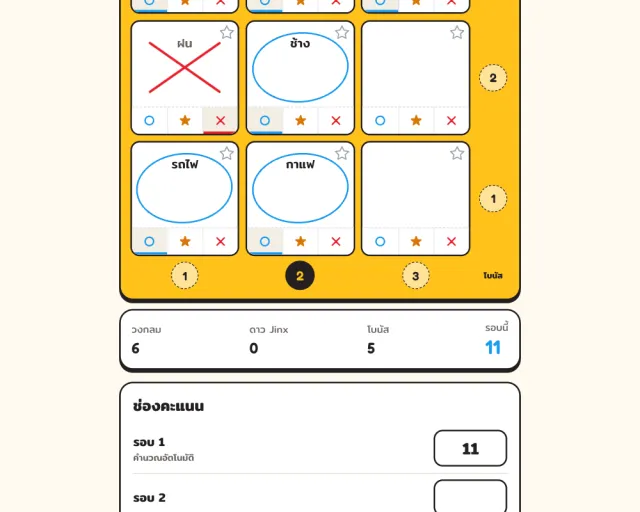 ฝน ช้าง
2
รถไฟ กาแฟ
1
1 2 3 โบนัส
วงกลม ดาว Jinx โบนัส รอบนี้
6 0 5 11
ช่องคะแนน
รอบ 1
คำนวณอัตโนมัติ
11
รอบ 2